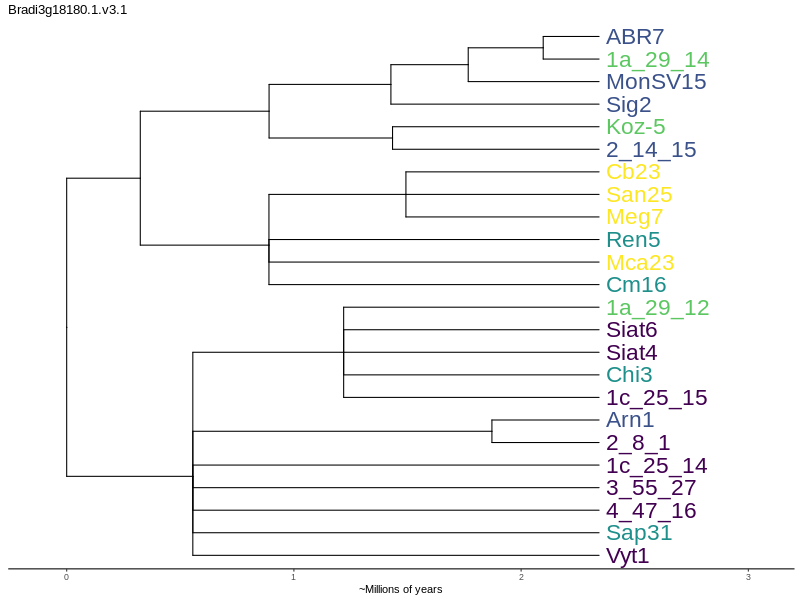 Bradi3g18180.1.v3.1
ABR7
1a_29_14
MonSV15
Sig2
Koz-5
2_14_15
Cb23
San25
Meg7
Ren5
Mca23
Cm16
1a_29_12
Siat6
Siat4
Chi3
1c_25_15
Arn1
2_8_1
1c_25_14
3_55_27
4_47_16
Sap31
Vyt1
0 1 2 3
~Millions of years